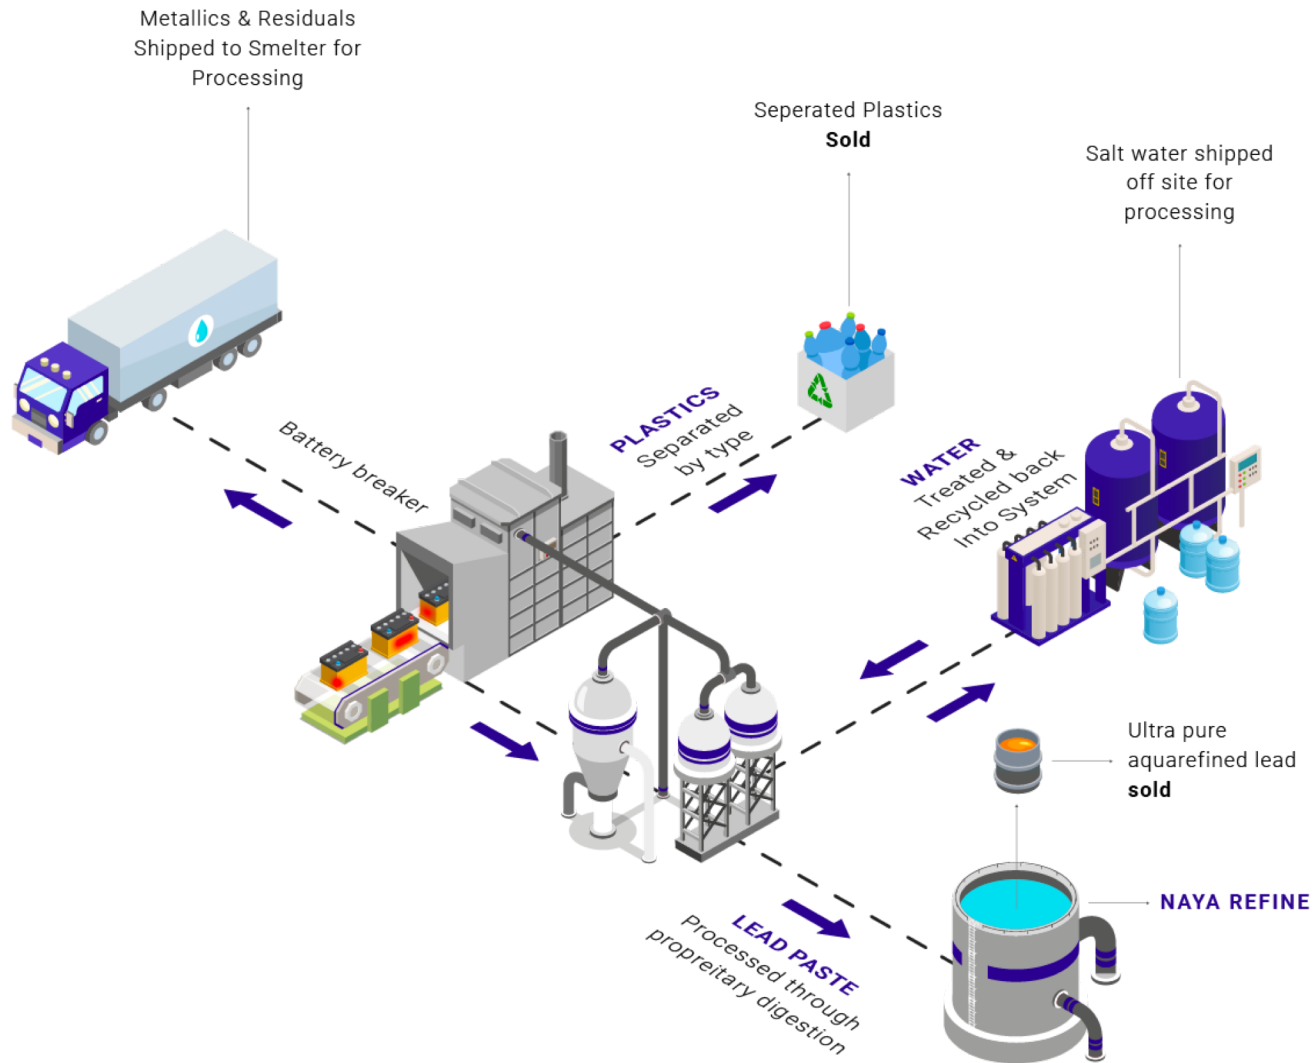 Metallics & Residuals
Shipped to Smelter for
Processing
Seperated Plastics
Sold
Salt water shipped
off site for
processing
Battery breaker
PLASTICS
Separated
by type
WATER
Treated &
Recycled back
Into System
Ultra pure
aquarefined lead
sold
NAYA REFINE
LEAD PASTE
Processed through
propreitary digestion